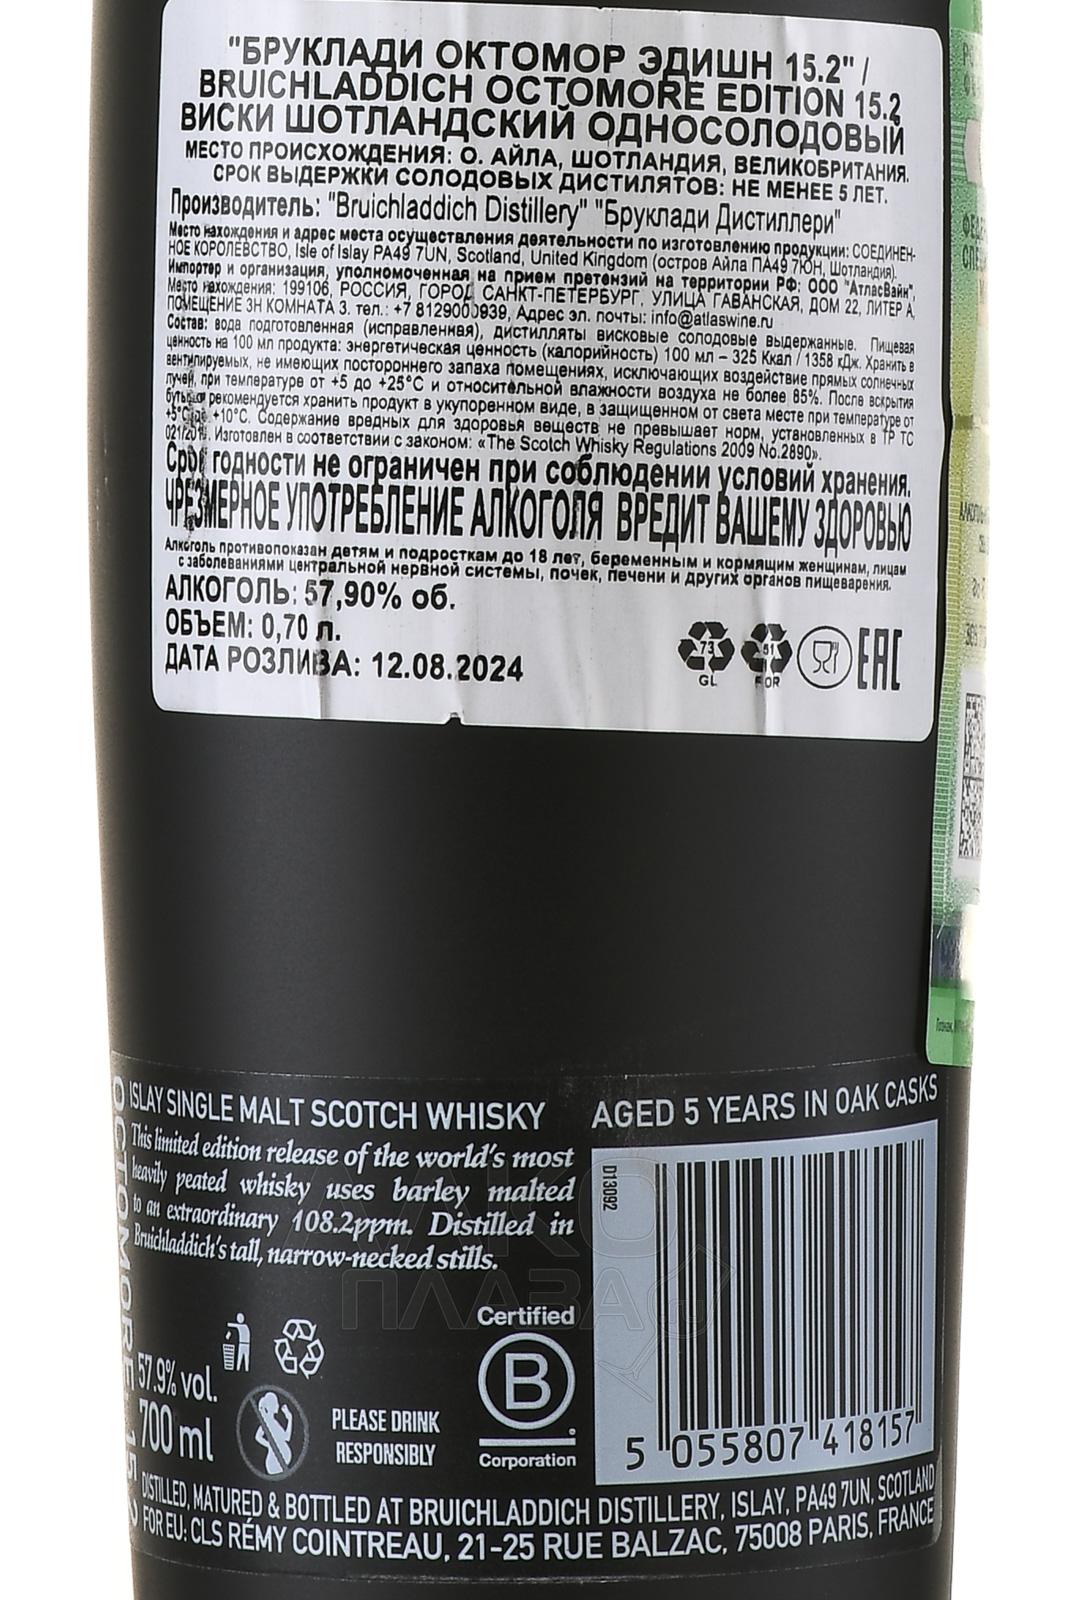 "БРУКЛАДИ ОКТОМОР ЭДИШН 15.2" /
BRUICHLADDICH OCTOMORE EDITION 15.2
ВИСКИ ШОТЛАНДСКИЙ ОДНОСОЛОДОВЫЙ
МЕСТО ПРОИСХОЖДЕНИЯ: О. АЙЛА, ШОТЛАНДИЯ, ВЕЛИКОБРИТАНИЯ.
СРОК ВЫДЕРЖКИ СОЛОДОВЫХ ДИСТИЛЯТОВ: НЕ МЕНЕЕ 5 ЛЕТ.
Производитель: "Bruichladdich Distillery" "Бруклади Дистиллери"
Место нахождения и адрес места осуществления деятельности по изготовлению продукции: СОЕДИНЕН-
НОЕ КОРОЛЕВСТВО, Isle of Islay PA49 7UN, Scotland, United Kingdom (остров Айла ПА49 7ЮН, Шотландия).
Импортер и организация, уполномоченная на прием претензий на территории РФ: ООО "АтласВайн",
Место нахождения: 199106, РОССИЯ, ГОРОД САНКТ-ПЕТЕРБУРГ, УЛИЦА ГАВАНСКАЯ, ДОМ 22, ЛИТЕР А,
ПОМЕЩЕНИЕ 3Н КОМНАТА 3. тел.: +7 8129000939, Адрес эл. почты: info@atlaswine.ru
Состав: вода подготовленная (исправленная), дистилляты висковые солодовые выдержанные. Пищевая
ценность на 100 мл продукта: энергетическая ценность (калорийность) 100 мл – 325 Ккал / 1358 кДж. Хранить в
вентилируемых, не имеющих постороннего запаха помещениях, исключающих воздействие прямых солнечных
лучей, при температуре от +5 до +25°С и относительной влажности воздуха не более 85%. После вскрытия
бутылки рекомендуется хранить продукт в укупоренном виде, в защищенном от света месте при температуре от
+5°С до +10°С. Содержание вредных для здоровья веществ не превышает норм, установленных в ТР ТС
021/2011. Изготовлен в соответствии с законом: «The Scotch Whisky Regulations 2009 No.2890».
Срок годности не ограничен при соблюдении условий хранения.
ЧРЕЗМЕРНОЕ УПОТРЕБЛЕНИЕ АЛКОГОЛЯ ВРЕДИТ ВАШЕМУ ЗДОРОВЬЮ
Алкоголь противопоказан детям и подросткам до 18 лет, беременным и кормящим женщинам, лицам
с заболеваниями центральной нервной системы, почек, печени и других органов пищеварения.
АЛКОГОЛЬ: 57,90% об.
ОБЪЕМ: 0,70 л.
ДАТА РОЗЛИВА: 12.08.2024
73
GL
51
FOR
EAC
ISLAY SINGLE MALT SCOTCH WHISKY
AGED 5 YEARS IN OAK CASKS
This limited edition release of the world's most
heavily peated whisky uses barley malted
to an extraordinary 108.2ppm. Distilled in
Bruichladdich's tall, narrow-necked stills.
OCTOMORE 15.2
D13092
АЛКО
ПЛАЗА
57.9% vol.
700 ml
PLEASE DRINK
RESPONSIBLY
Certified
B
Corporation
5 055807 418157
DISTILLED, MATURED & BOTTLED AT BRUICHLADDICH DISTILLERY, ISLAY, PA49 7UN, SCOTLAND
FOR EU: CLS RÉMY COINTREAU, 21-25 RUE BALZAC, 75008 PARIS, FRANCE